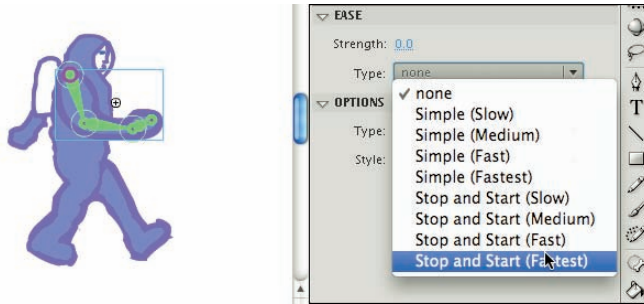 EASE
Strength: 0.0
Type: none
none
Simple (Slow)
OPTIONS
Type:
Simple (Medium)
Style:
Simple (Fast)
Simple (Fastest)
Stop and Start (Slow)
Stop and Start (Medium)
Stop and Start (Fast)
Stop and Start (Fastest)
T